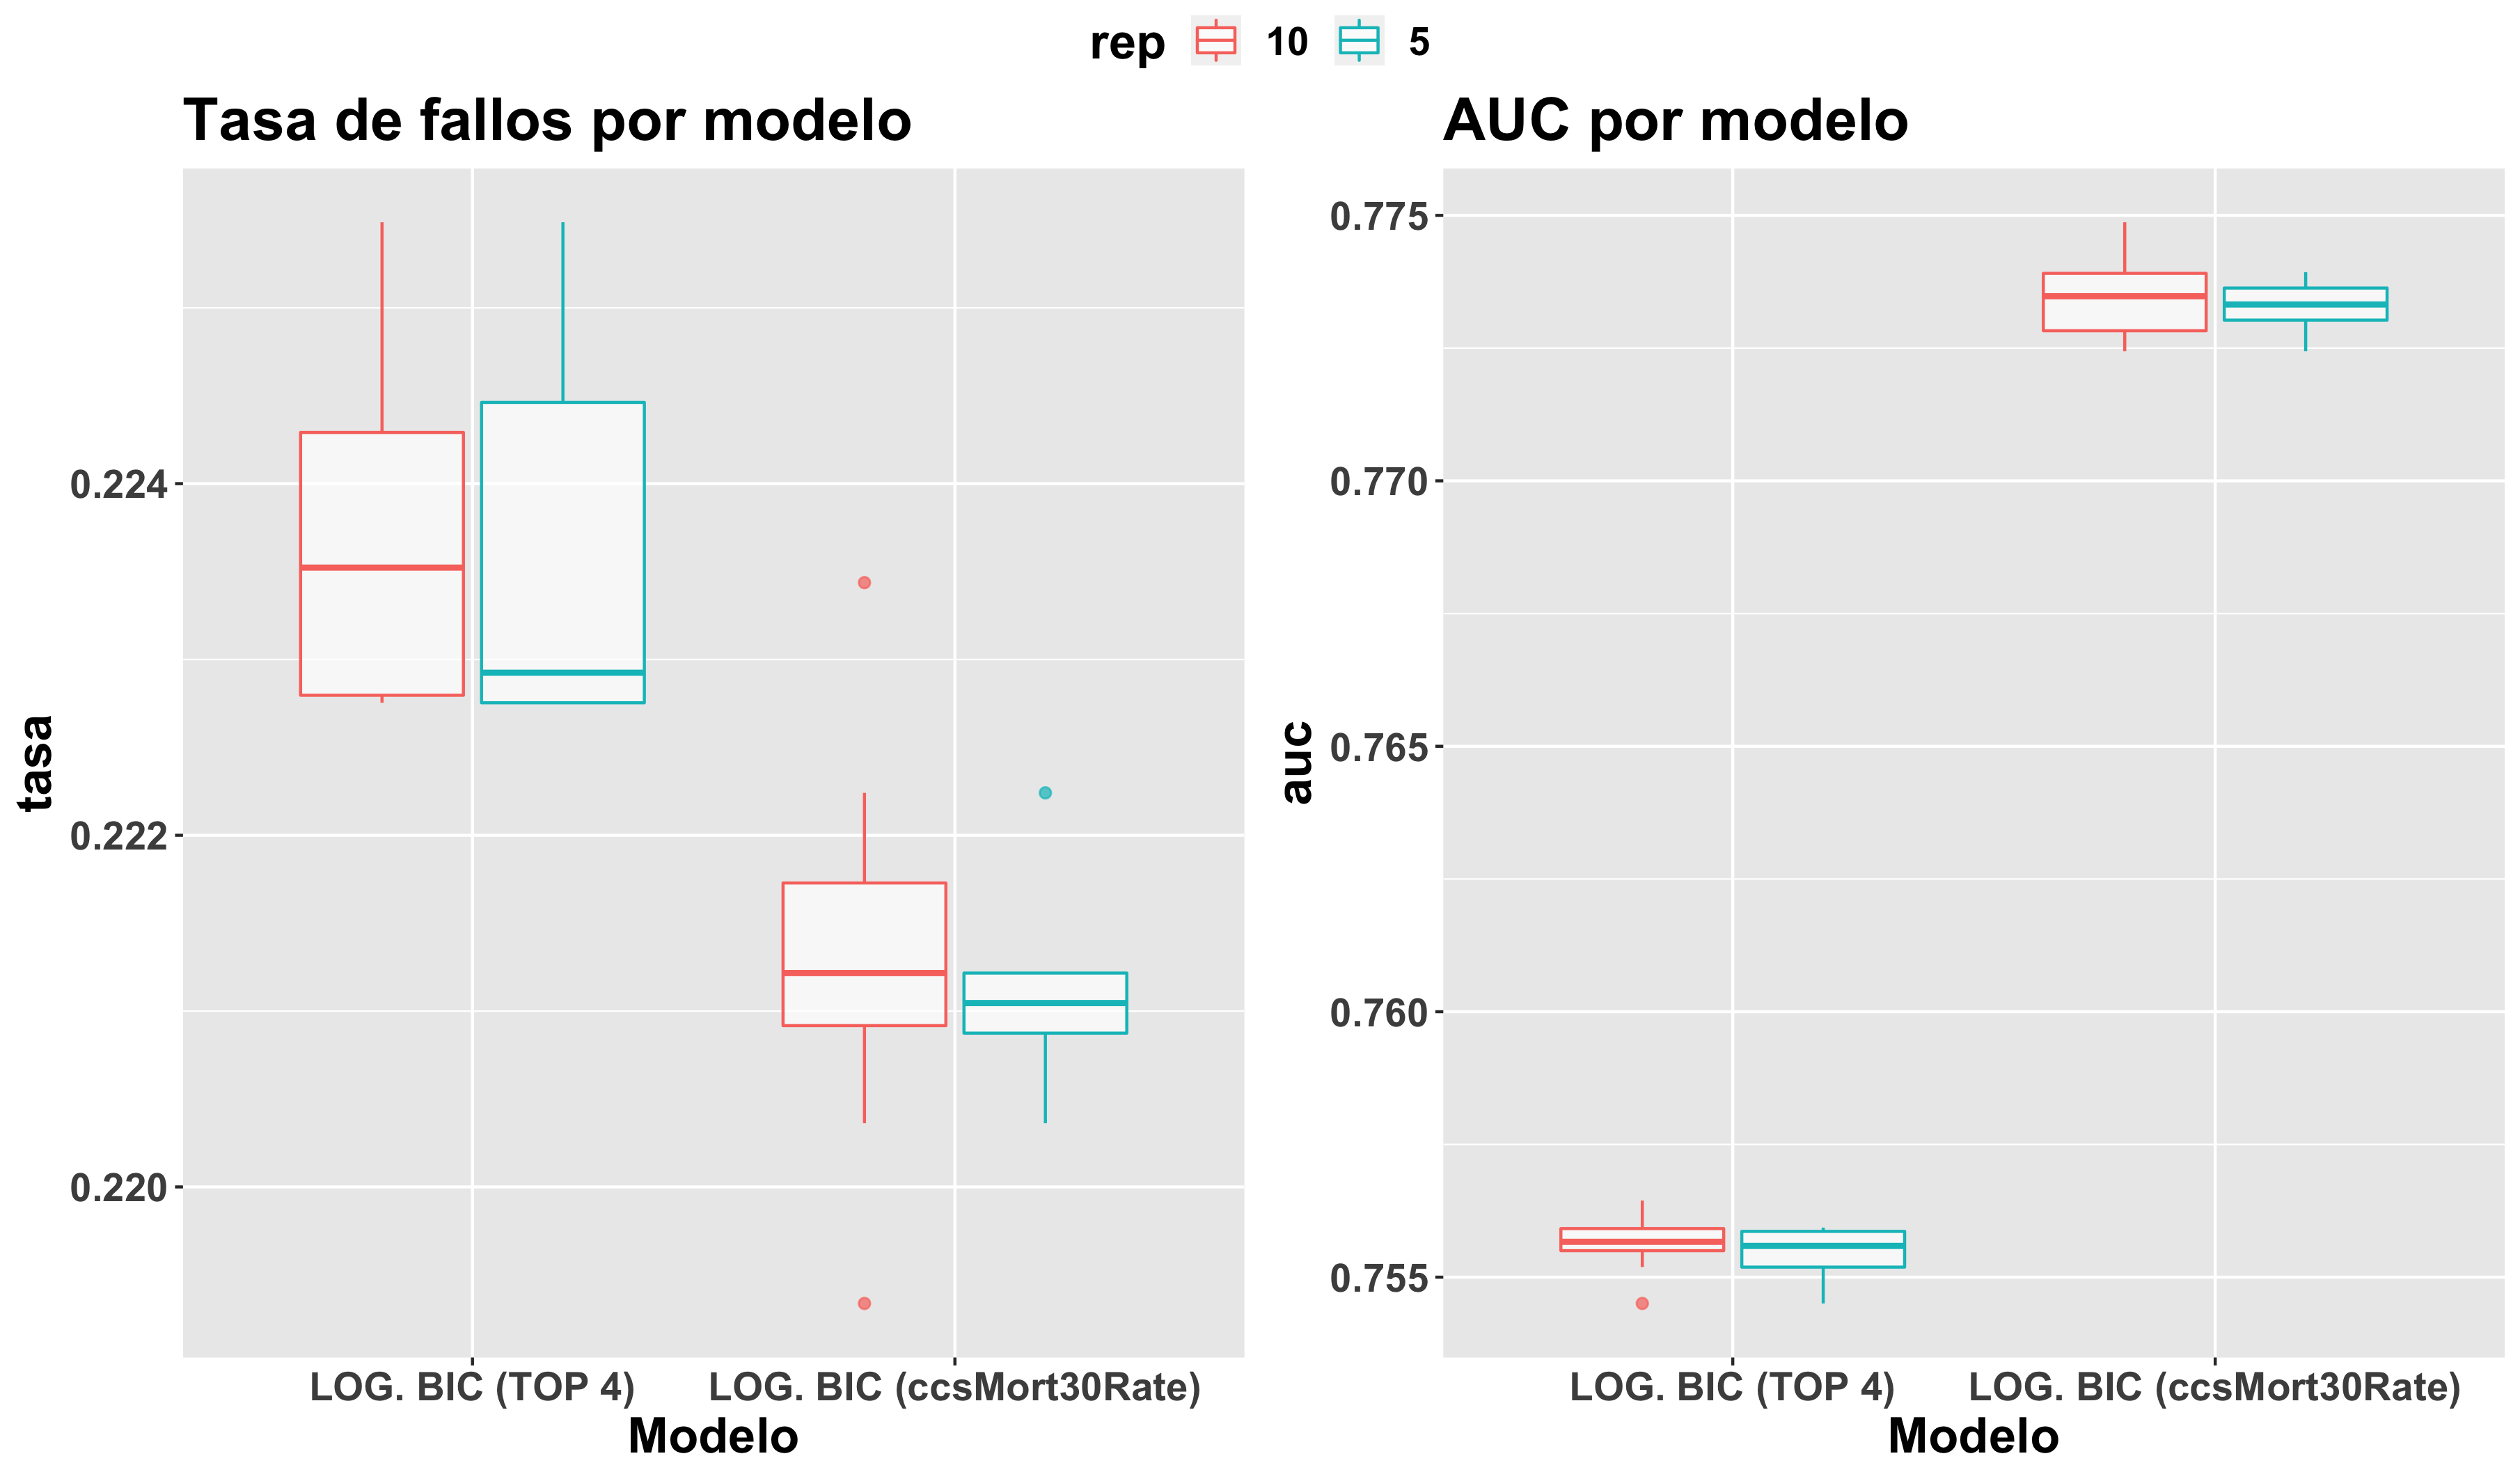 rep 10 5
Tasa de fallos por modelo
tasa
0.224
0.222
0.220
LOG. BIC (TOP 4) LOG. BIC (ccsMort30Rate)
Modelo
AUC por modelo
auc
0.775
0.770
0.765
0.760
0.755
LOG. BIC (TOP 4) LOG. BIC (ccsMort30Rate)
Modelo